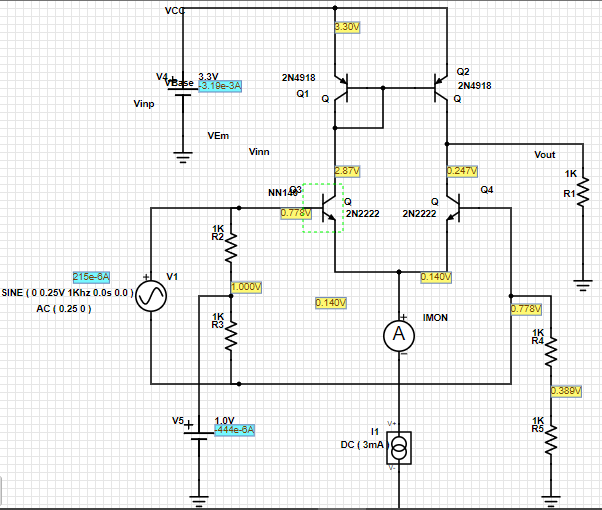 VCC
3.30V
2N4918
Q1
Q
Q2
2N4918
Q
V4
3.3V
VBase
-3.19e-3A
Vinp
VEm
Vinn
Vout
2.87V
0.247V
1K
R1
Q3
Q
2N2222
Q
2N2222
Q4
0.778V
1K
R2
215e-6A
V1
SINE ( 0 0.25V 1Khz 0.0s 0.0 )
AC ( 0.25 0 )
1.000V
0.140V
0.140V
0.778V
1K
R3
IMON
A
1K
R4
0.389V
V5
1.0V
-444e-6A
I1
DC ( 3mA )
V+
V-
1K
R5